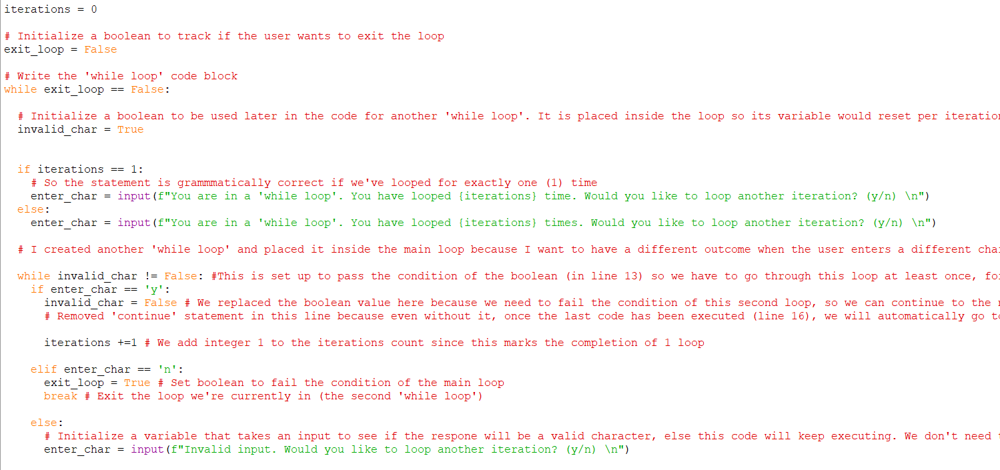 iterations = 0
# Initialize a boolean to track if the user wants to exit the loop
exit_loop = False
# Write the 'while loop' code block
while exit_loop == False:
# Initialize a boolean to be used later in the code for another 'while loop'. It is placed inside the loop so its variable would reset per
invalid_char = True
if iterations == 1:
# So the statement is grammmatically correct if we've looped for exactly one (1) time
enter_char = input(f"You are in a 'while loop'. You have looped {iterations} time. Would you like to loop another iteration? (y/n) \n")
else:
enter_char = input(f"You are in a 'while loop'. You have looped {iterations} times. Would you like to loop another iteration? (y/n) \n")
# I created another 'while loop' and placed it inside the main loop because I want to have a different outcome when the user enters a different
while invalid_char != False: #This is set up to pass the condition of the boolean (in line 13) so we have to go through this loop at least once,
if enter_char == 'y':
invalid_char = False # We replaced the boolean value here because we need to fail the condition of this second loop, so we can continue to the
# Removed 'continue' statement in this line because even without it, once the last code has been executed (line 16), we will automatically go
iterations +=1 # We add integer 1 to the iterations count since this marks the completion of 1 loop
elif enter_char == 'n':
exit_loop = True # Set boolean to fail the condition of the main loop
break # Exit the loop we're currently in (the second 'while loop')
else:
# Initialize a variable that takes an input to see if the respone will be a valid character, else this code will keep executing. We don't need
enter_char = input(f"Invalid input. Would you like to loop another iteration? (y/n) \n")